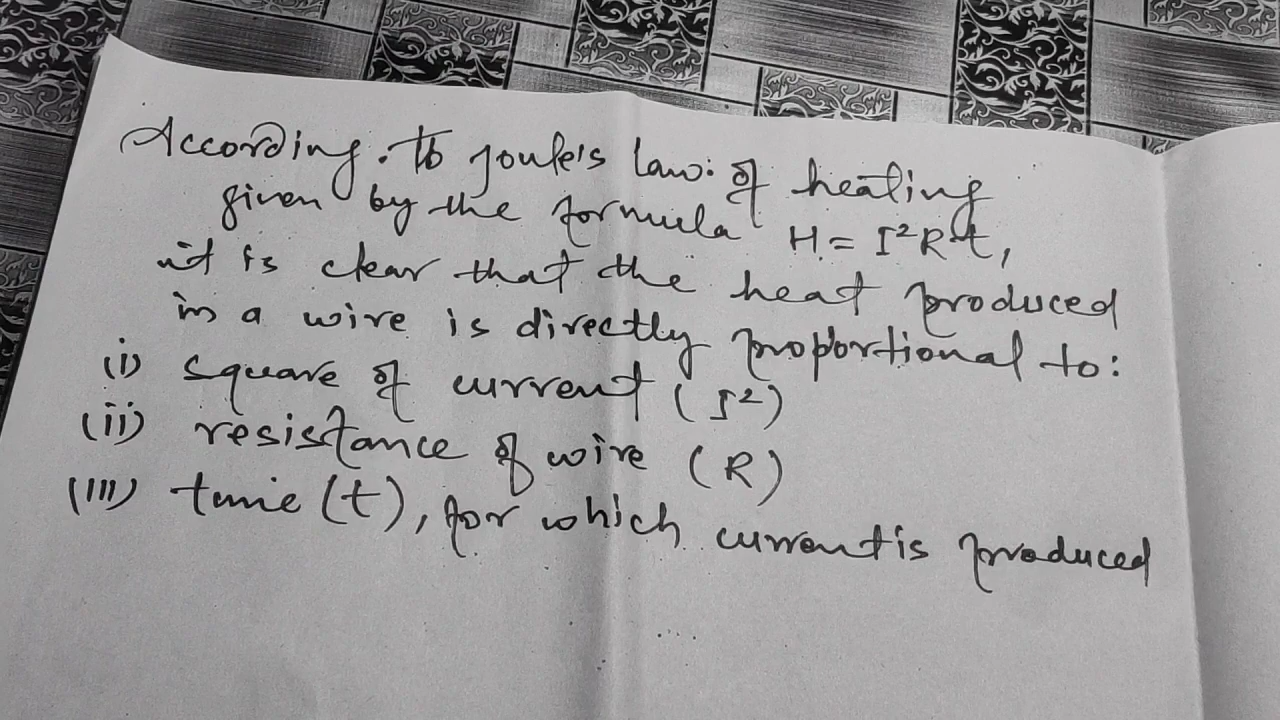 According to Joule's law of heating
given by the formula H = I²Rt,
it is clear that the heat produced
in a wire is directly proportional to:
(i) square of current (I²)
(ii) resistance of wire (R)
(III) time (t), for which current is produced